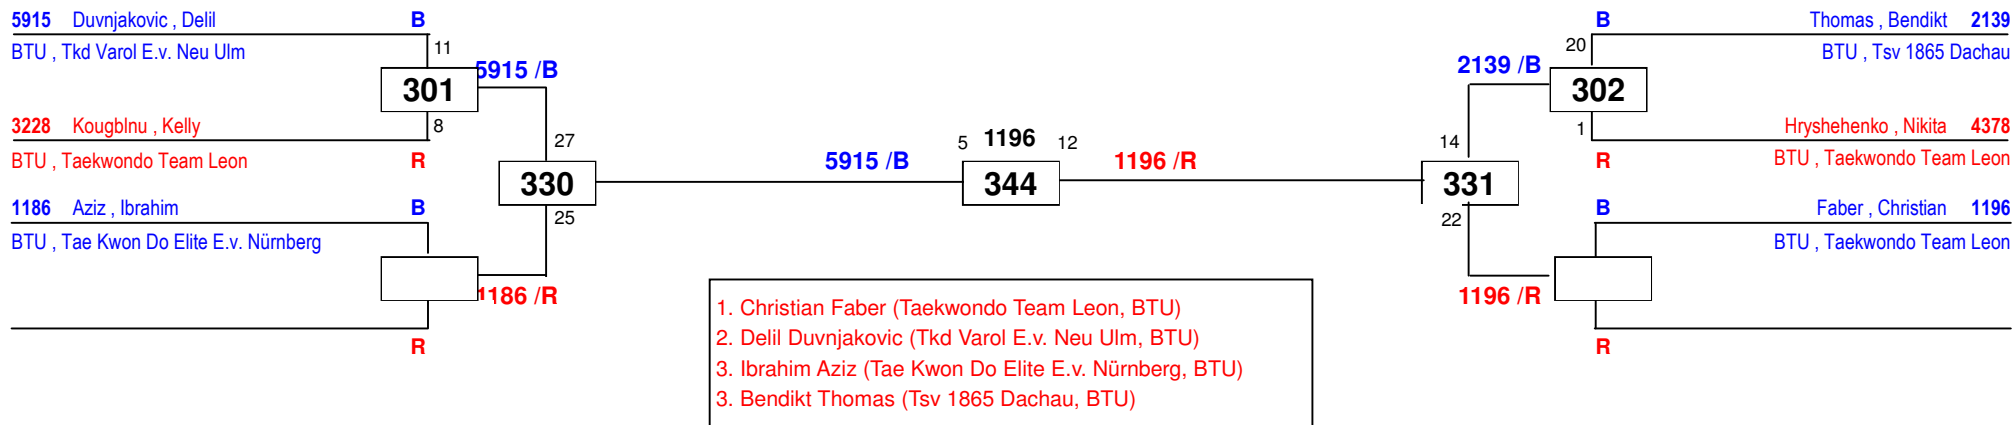 5915 Duvnjakovic , Delil B
BTU , Tkd Varol E.v. Neu Ulm
11
5915 /B
301
8
3228 Kougblnu , Kelly
BTU , Taekwondo Team Leon R
27
330
25
1186 Aziz , Ibrahim B
BTU , Tae Kwon Do Elite E.v. Nürnberg
1186 /R
R
5915 /B
5 1196 12
344
1196 /R
B Thomas , Bendikt 2139
BTU , Tsv 1865 Dachau
20
2139 /B
302
1
Hryshehenko , Nikita 4378
R BTU , Taekwondo Team Leon
14
331
22
B Faber , Christian 1196
BTU , Taekwondo Team Leon
1196 /R
R
1. Christian Faber (Taekwondo Team Leon, BTU)
2. Delil Duvnjakovic (Tkd Varol E.v. Neu Ulm, BTU)
3. Ibrahim Aziz (Tae Kwon Do Elite E.v. Nürnberg, BTU)
3. Bendikt Thomas (Tsv 1865 Dachau, BTU)